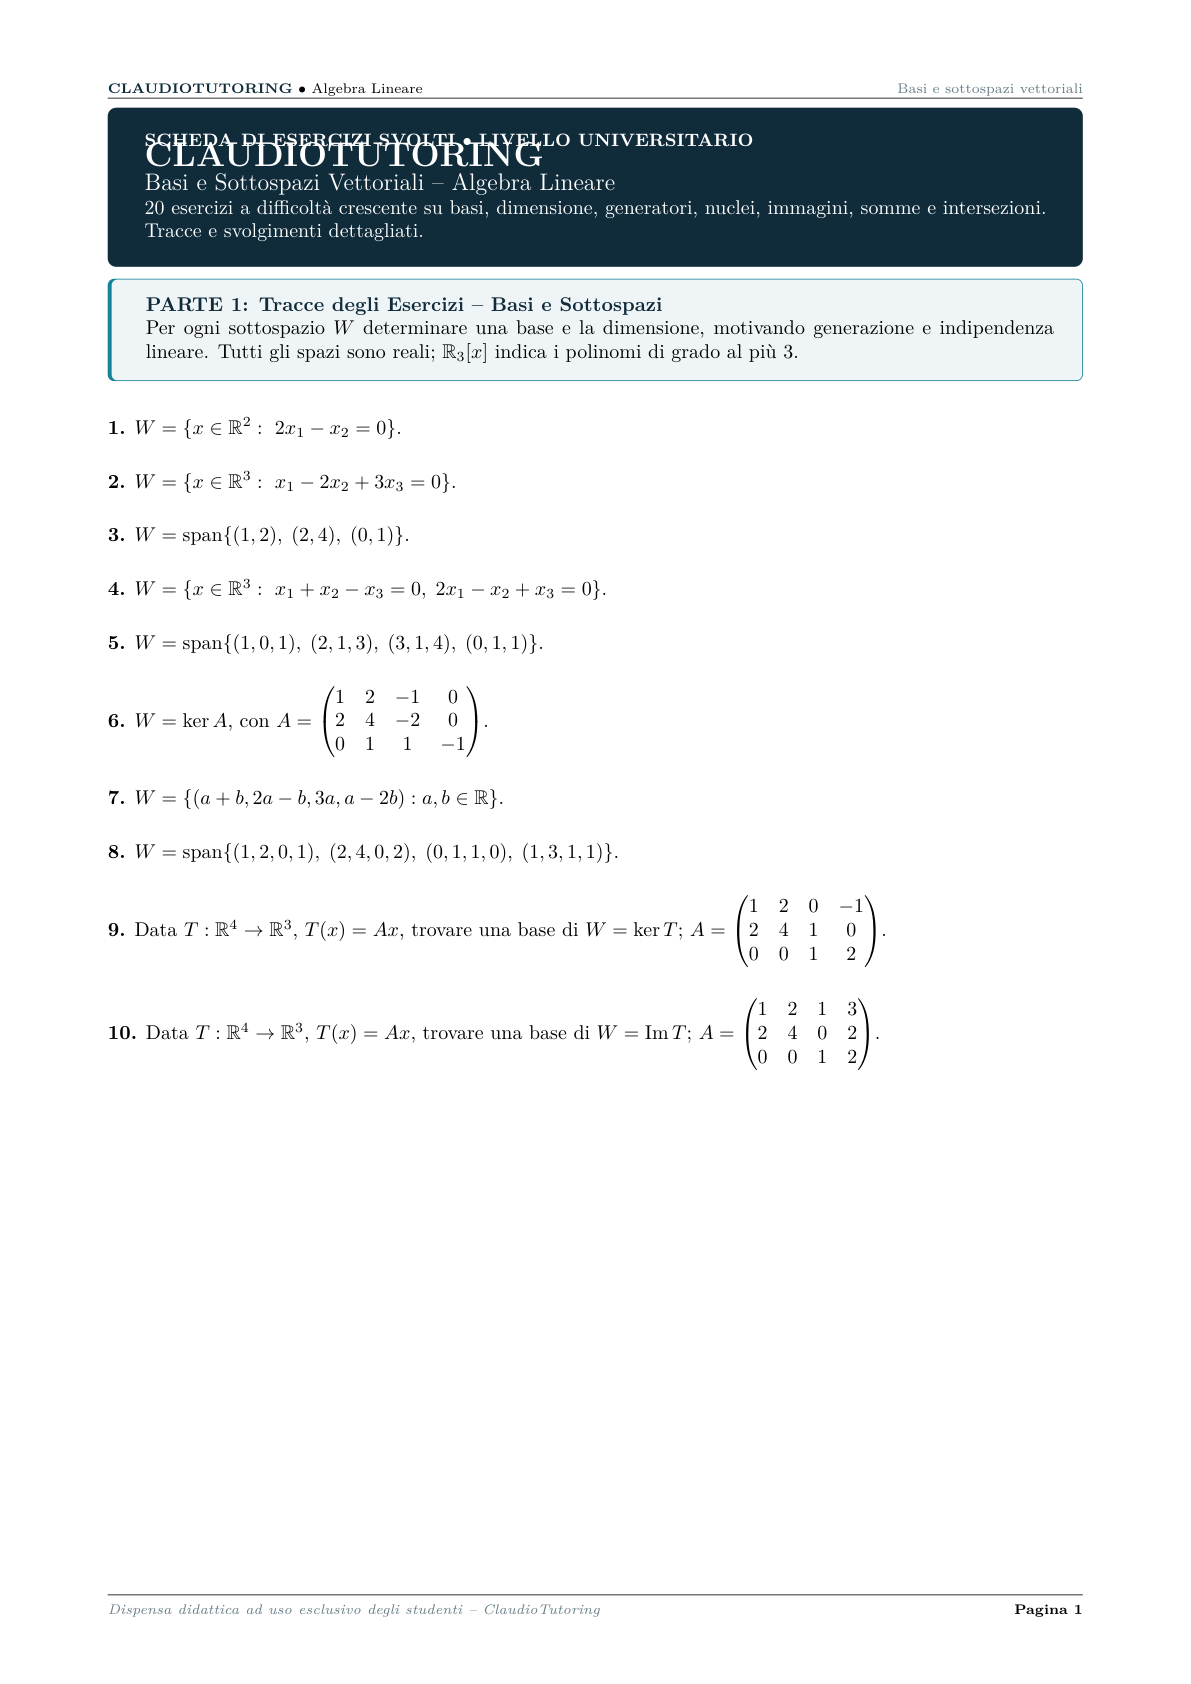 CLAUDIOTUTORING • Algebra Lineare Basi e sottospazi vettoriali
SCHEDA DI ESERCIZI SVOLTI • LIVELLO UNIVERSITARIO
CLAUDIOTUTORING
Basi e Sottospazi Vettoriali – Algebra Lineare
20 esercizi a difficoltà crescente su basi, dimensione, generatori, nuclei, immagini, somme e intersezioni.
Tracce e svolgimenti dettagliati.
PARTE 1: Tracce degli Esercizi – Basi e Sottospazi
Per ogni sottospazio W determinare una base e la dimensione, motivando generazione e indipendenza
lineare. Tutti gli spazi sono reali; ℝ₃[x] indica i polinomi di grado al più 3.
1. W = {x ∈ ℝ² : 2x₁ − x₂ = 0}.
2. W = {x ∈ ℝ³ : x₁ − 2x₂ + 3x₃ = 0}.
3. W = span{(1, 2), (2, 4), (0, 1)}.
4. W = {x ∈ ℝ³ : x₁ + x₂ − x₃ = 0, 2x₁ − x₂ + x₃ = 0}.
5. W = span{(1, 0, 1), (2, 1, 3), (3, 1, 4), (0, 1, 1)}.
1 2 −1 0
6. W = ker A, con A = (2 4 −2 0).
0 1 1 −1
7. W = {(a + b, 2a − b, 3a, a − 2b) : a, b ∈ ℝ}.
8. W = span{(1, 2, 0, 1), (2, 4, 0, 2), (0, 1, 1, 0), (1, 3, 1, 1)}.
1 2 0 −1
9. Data T : ℝ⁴ → ℝ³, T(x) = Ax, trovare una base di W = ker T; A = (2 4 1 0).
0 0 1 2
1 2 1 3
10. Data T : ℝ⁴ → ℝ³, T(x) = Ax, trovare una base di W = Im T; A = (2 4 0 2).
0 0 1 2
Dispensa didattica ad uso esclusivo degli studenti – ClaudioTutoring Pagina 1